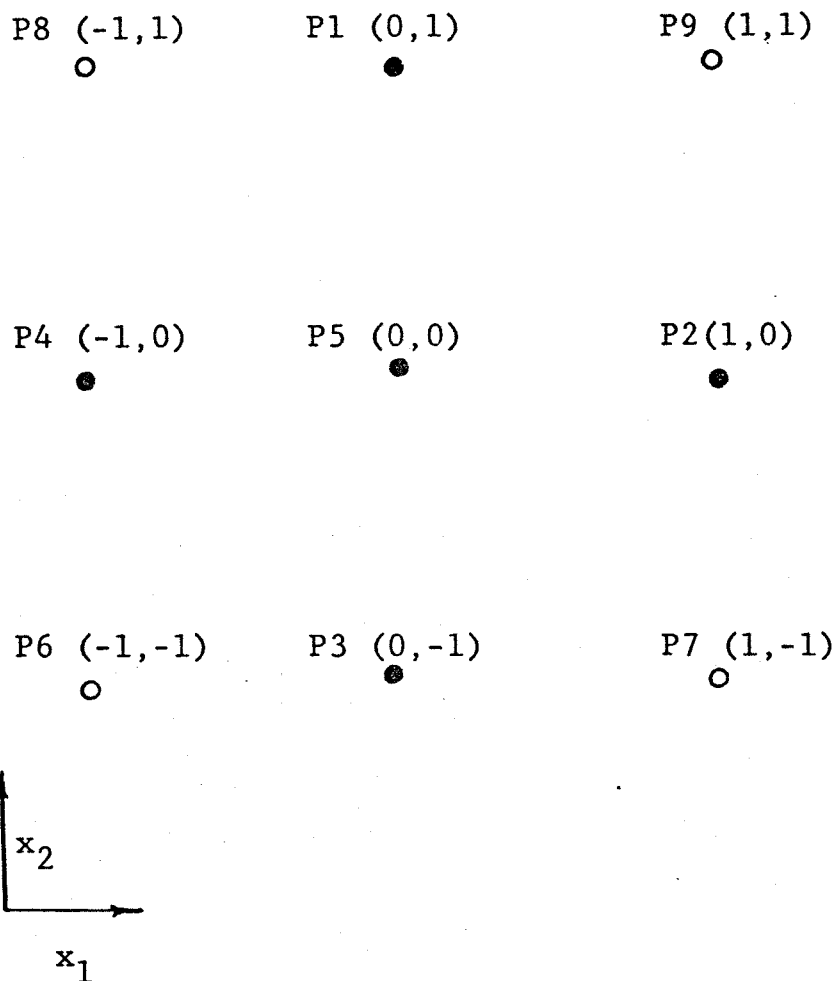 P8 (-1,1) P1 (0,1) P9 (1,1)
P4 (-1,0) P5 (0,0) P2(1,0)
P6 (-1,-1) P3 (0,-1) P7 (1,-1)
x2
x1